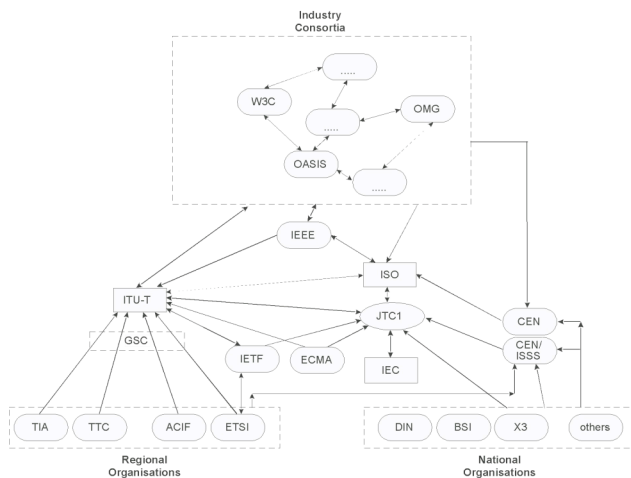 Industry
Consortia
.....
W3C
.....
OMG
OASIS
.....
IEEE
ISO
ITU-T
JTC1
CEN
GSC
CEN/
ISSS
IETF
ECMA
IEC
TIA
TTC
ACIF
ETSI
DIN
BSI
X3
others
Regional
Organisations
National
Organisations